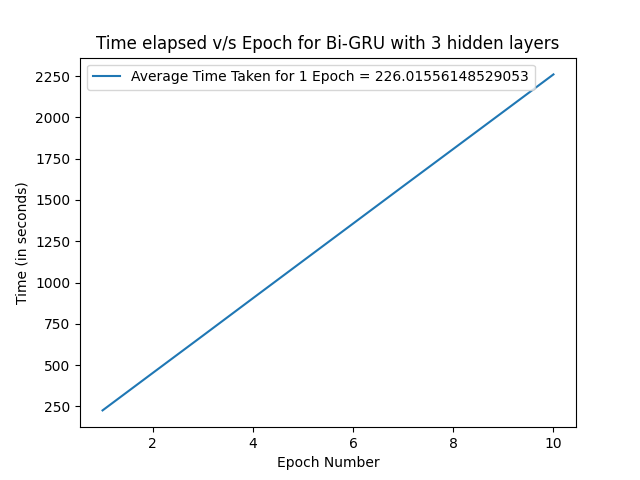 Time elapsed v/s Epoch for Bi-GRU with 3 hidden layers
Average Time Taken for 1 Epoch = 226.01556148529053
2250
2000
1750
1500
1250
1000
750
500
250
Time (in seconds)
2 4 6 8 10
Epoch Number